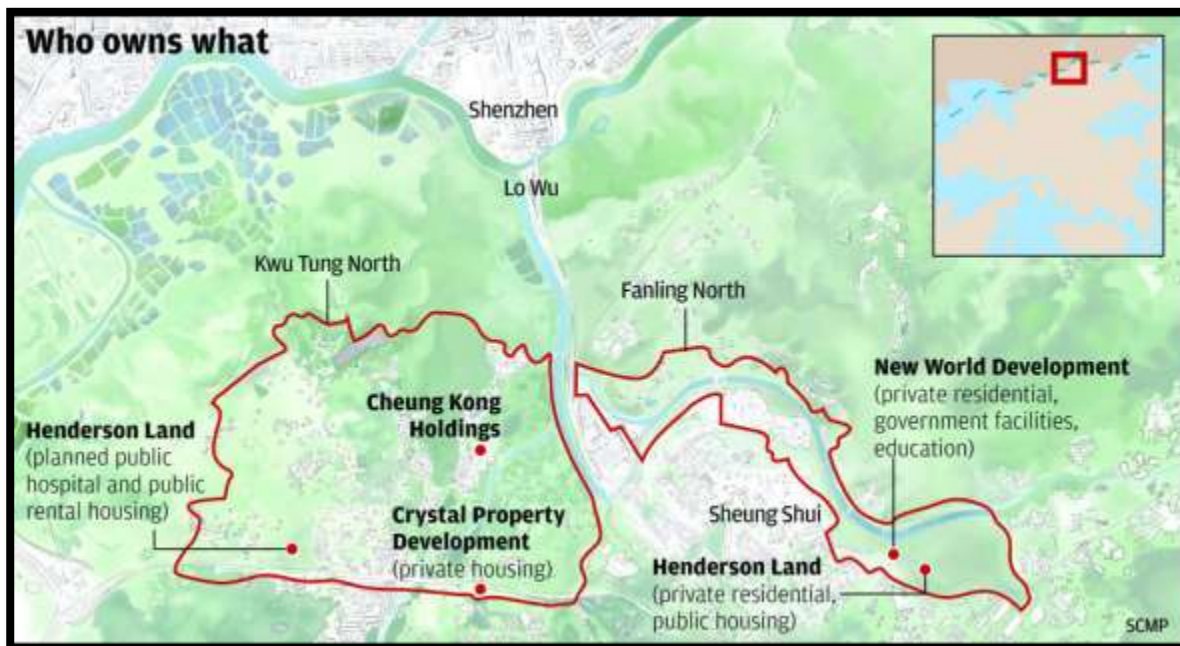 Who owns what
Shenzhen
Lo Wu
Kwu Tung North
Fanling North
Henderson Land
(planned public
hospital and public
rental housing)
Cheung Kong
Holdings
Crystal Property
Development
(private housing)
New World Development
(private residential,
government facilities,
education)
Sheung Shui
Henderson Land
(private residential,
public housing)
SCMP